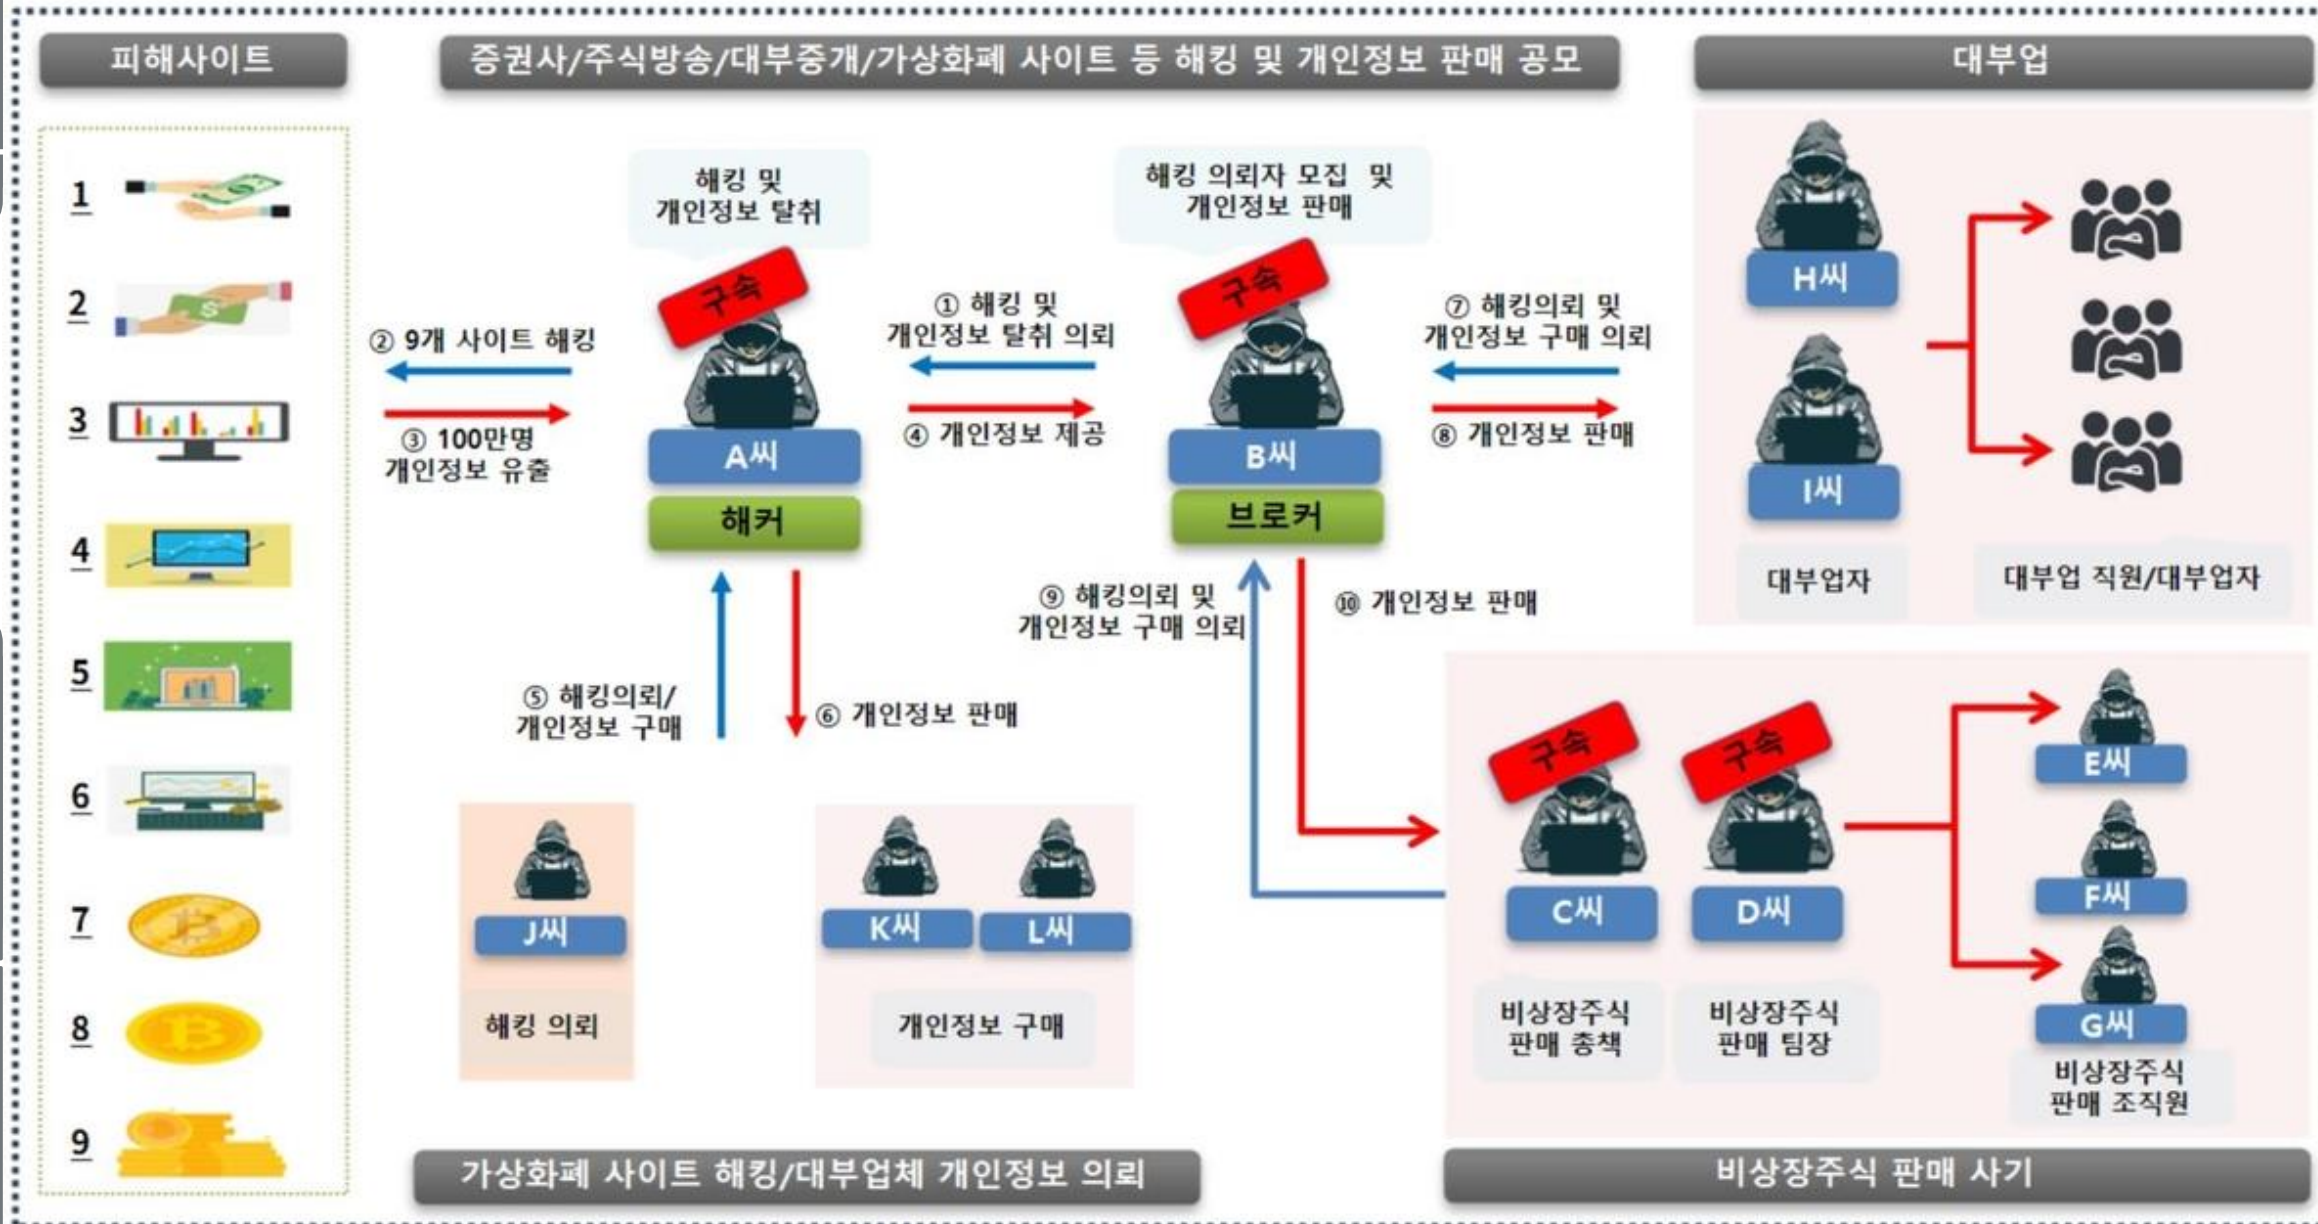 피해사이트
증권사/주식방송/대부중개/가상화폐 사이트 등 해킹 및 개인정보 판매 공모
대부업
1
2
3
4
5
6
7
8
9
② 9개 사이트 해킹
③ 100만명
개인정보 유출
해킹 및
개인정보 탈취
구속
A씨
해커
① 해킹 및
개인정보 탈취 의뢰
④ 개인정보 제공
해킹 의뢰자 모집 및
개인정보 판매
구속
B씨
브로커
⑦ 해킹의뢰 및
개인정보 구매 의뢰
⑧ 개인정보 판매
H씨
I씨
대부업자
대부업 직원/대부업자
⑤ 해킹의뢰/
개인정보 구매
⑥ 개인정보 판매
⑨ 해킹의뢰 및
개인정보 구매 의뢰
⑩ 개인정보 판매
J씨
해킹 의뢰
K씨
L씨
개인정보 구매
구속
C씨
비상장주식
판매 총책
구속
D씨
비상장주식
판매 팀장
E씨
F씨
G씨
비상장주식
판매 조직원
가상화폐 사이트 해킹/대부업체 개인정보 의뢰
비상장주식 판매 사기